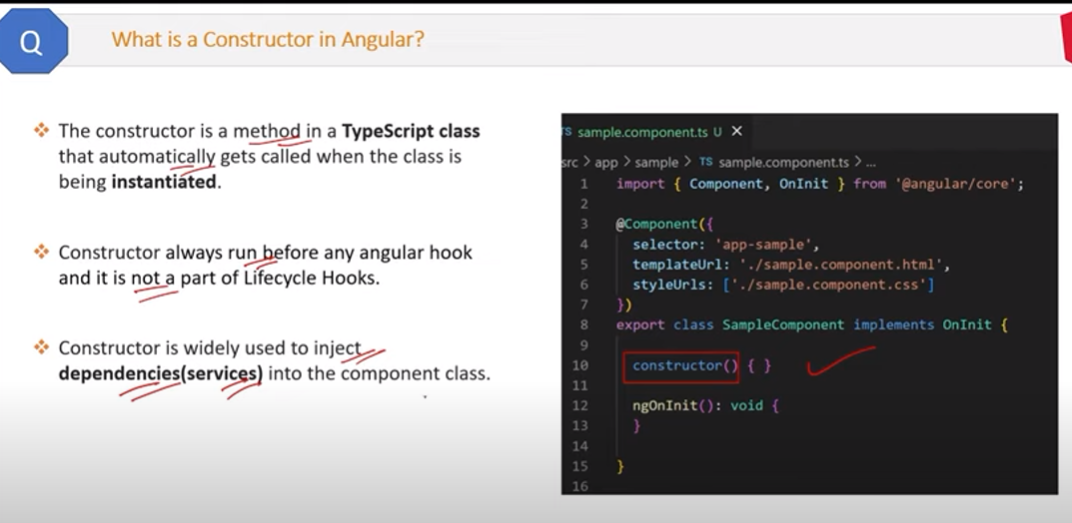 Q
What is a Constructor in Angular?
The constructor is a method in a TypeScript class
that automatically gets called when the class is
being instantiated.
Constructor always run before any angular hook
and it is not a part of Lifecycle Hooks.
Constructor is widely used to inject
dependencies(services) into the component class.
TS sample.component.ts U ×
src > app > sample > TS sample.component.ts > ...
1 import { Component, OnInit } from '@angular/core';
2
3 @Component({
4 selector: 'app-sample',
5 templateUrl: './sample.component.html',
6 styleUrls: ['./sample.component.css']
7 })
8 export class SampleComponent implements OnInit {
9
10 constructor() { }
11
12 ngOnInit(): void {
13 }
14
15 }
16